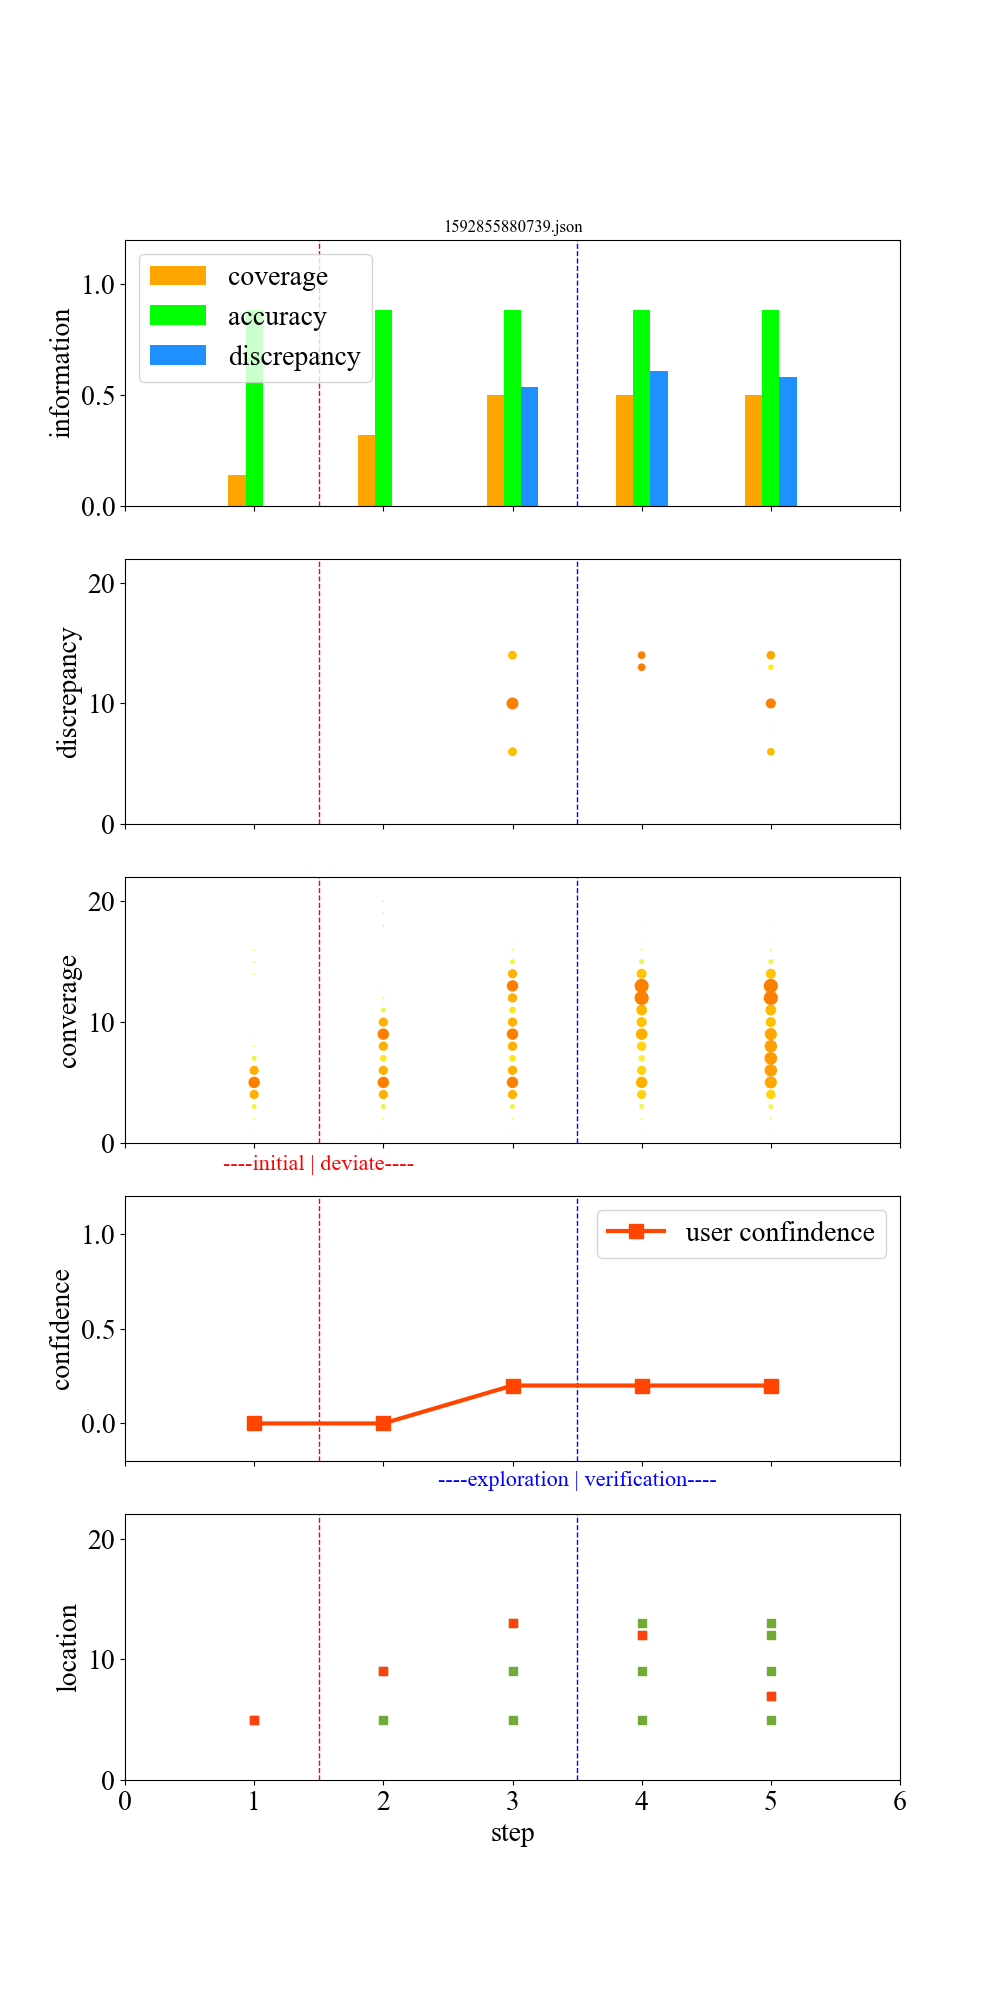 1592855880739.json
1.0
0.5
0.0
information
coverage
accuracy
discrepancy
20
10
0
discrepancy
20
10
0
converage
----initial | deviate----
1.0
0.5
0.0
confidence
user confindence
----exploration | verification----
20
10
0
location
0 1 2 3 4 5 6
step